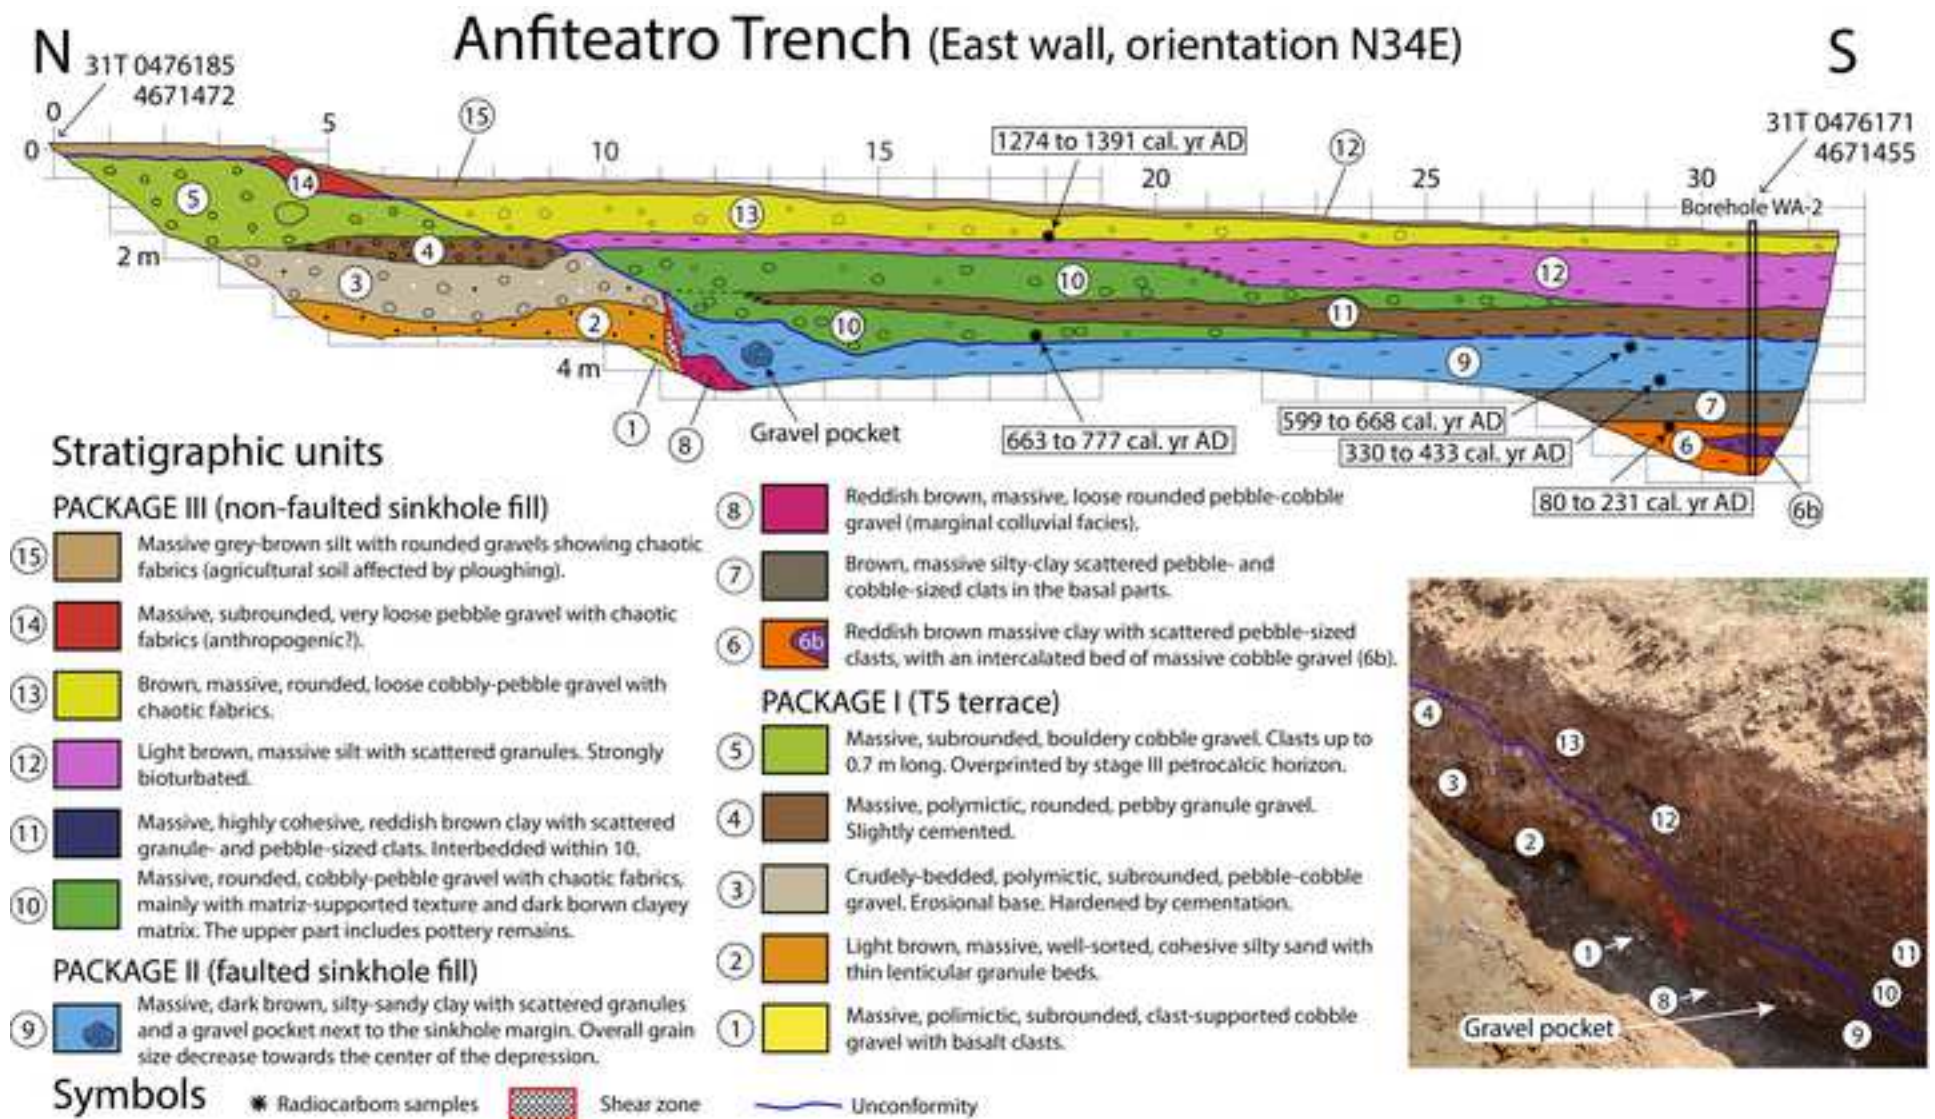 Anfiteatro Trench (East wall, orientation N34E)
N
S
31T 0476185
4671472
31T 0476171
4671455
0
5
10
15
20
25
30
0
2 m
4 m
15
1274 to 1391 cal. yr AD
12
Borehole WA-2
5
14
13
4
3
10
12
2
10
11
9
7
6
1
8
Gravel pocket
663 to 777 cal. yr AD
599 to 668 cal. yr AD
330 to 433 cal. yr AD
80 to 231 cal. yr AD
6b
Stratigraphic units
PACKAGE III (non-faulted sinkhole fill)
15
Massive grey-brown silt with rounded gravels showing chaotic
fabrics (agricultural soil affected by ploughing).
14
Massive, subrounded, very loose pebble gravel with chaotic
fabrics (anthropogenic?).
13
Brown, massive, rounded, loose cobbly-pebble gravel with
chaotic fabrics.
12
Light brown, massive silt with scattered granules. Strongly
bioturbated.
11
Massive, highly cohesive, reddish brown clay with scattered
granule- and pebble-sized clats. Interbedded within 10.
10
Massive, rounded, cobbly-pebble gravel with chaotic fabrics,
mainly with matriz-supported texture and dark borwn clayey
matrix. The upper part includes pottery remains.
PACKAGE II (faulted sinkhole fill)
9
Massive, dark brown, silty-sandy clay with scattered granules
and a gravel pocket next to the sinkhole margin. Overall grain
size decrease towards the center of the depression.
8
Reddish brown, massive, loose rounded pebble-cobble
gravel (marginal colluvial facies).
7
Brown, massive silty-clay scattered pebble- and
cobble-sized clats in the basal parts.
6
6b
Reddish brown massive clay with scattered pebble-sized
clasts, with an intercalated bed of massive cobble gravel (6b).
PACKAGE I (T5 terrace)
5
Massive, subrounded, bouldery cobble gravel. Clasts up to
0.7 m long. Overprinted by stage III petrocalcic horizon.
4
Massive, polymictic, rounded, pebby granule gravel.
Slightly cemented.
3
Crudely-bedded, polymictic, subrounded, pebble-cobble
gravel. Erosional base. Hardened by cementation.
2
Light brown, massive, well-sorted, cohesive silty sand with
thin lenticular granule beds.
1
Massive, polimictic, subrounded, clast-supported cobble
gravel with basalt clasts.
4
13
3
12
2
1
11
8
10
Gravel pocket
9
Symbols
Radiocarbom samples
Shear zone
Unconformity